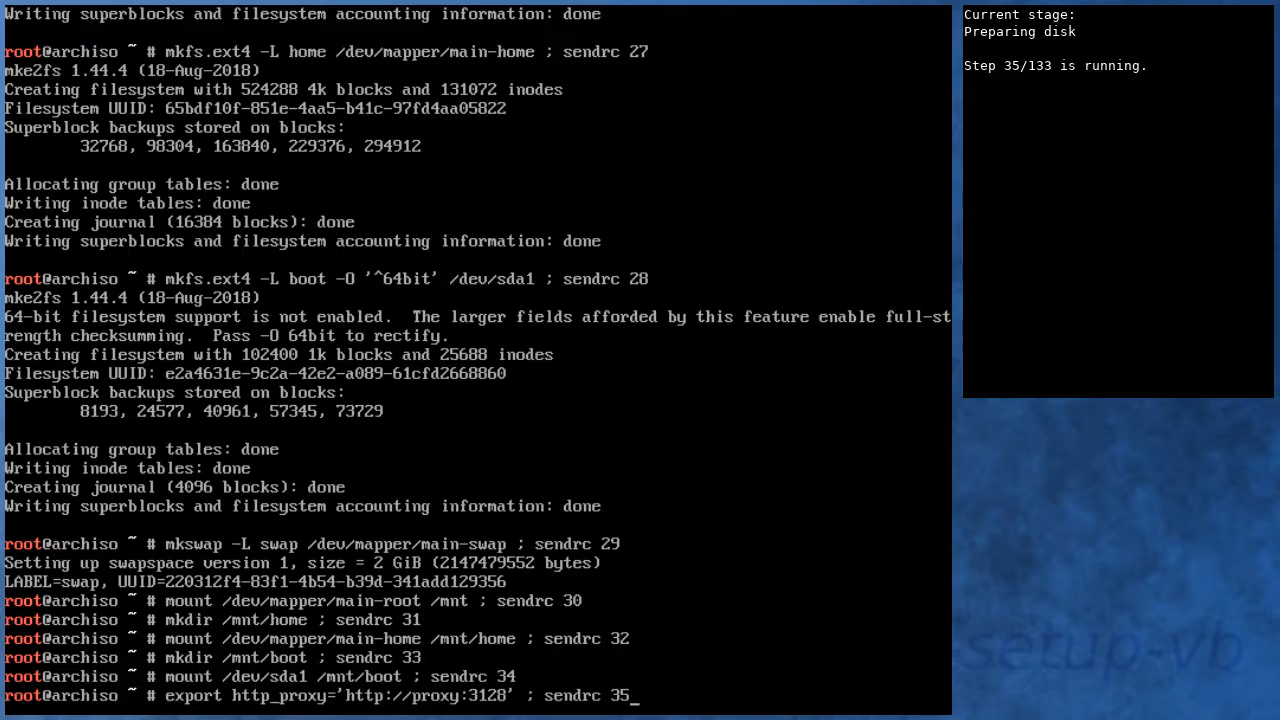 Writing superblocks and filesystem accounting information: done
root@archiso ~ # mkfs.ext4 -L home /dev/mapper/main-home ; sendrc 27
mke2fs 1.44.4 (18-Aug-2018)
Creating filesystem with 524288 4k blocks and 131072 inodes
Filesystem UUID: 65bdf10f-851e-4aa5-b41c-97fd4aa05822
Superblock backups stored on blocks:
        32768, 98304, 163840, 229376, 294912
Allocating group tables: done
Writing inode tables: done
Creating journal (16384 blocks): done
Writing superblocks and filesystem accounting information: done
root@archiso ~ # mkfs.ext4 -L boot -O '^64bit' /dev/sda1 ; sendrc 28
mke2fs 1.44.4 (18-Aug-2018)
64-bit filesystem support is not enabled.  The larger fields afforded by this feature enable full-st
rength checksumming.  Pass -O 64bit to rectify.
Creating filesystem with 102400 1k blocks and 25688 inodes
Filesystem UUID: e2a4631e-9c2a-42e2-a089-61cfd2668860
Superblock backups stored on blocks:
        8193, 24577, 40961, 57345, 73729
Allocating group tables: done
Writing inode tables: done
Creating journal (4096 blocks): done
Writing superblocks and filesystem accounting information: done
root@archiso ~ # mkswap -L swap /dev/mapper/main-swap ; sendrc 29
Setting up swapspace version 1, size = 2 GiB (2147479552 bytes)
LABEL=swap, UUID=220312f4-83f1-4b54-b39d-341add129356
root@archiso ~ # mount /dev/mapper/main-root /mnt ; sendrc 30
root@archiso ~ # mkdir /mnt/home ; sendrc 31
root@archiso ~ # mount /dev/mapper/main-home /mnt/home ; sendrc 32
root@archiso ~ # mkdir /mnt/boot ; sendrc 33
root@archiso ~ # mount /dev/sda1 /mnt/boot ; sendrc 34
root@archiso ~ # export http_proxy='http://proxy:3128' ; sendrc 35_
Current stage:
Preparing disk
Step 35/133 is running.
setup-vb